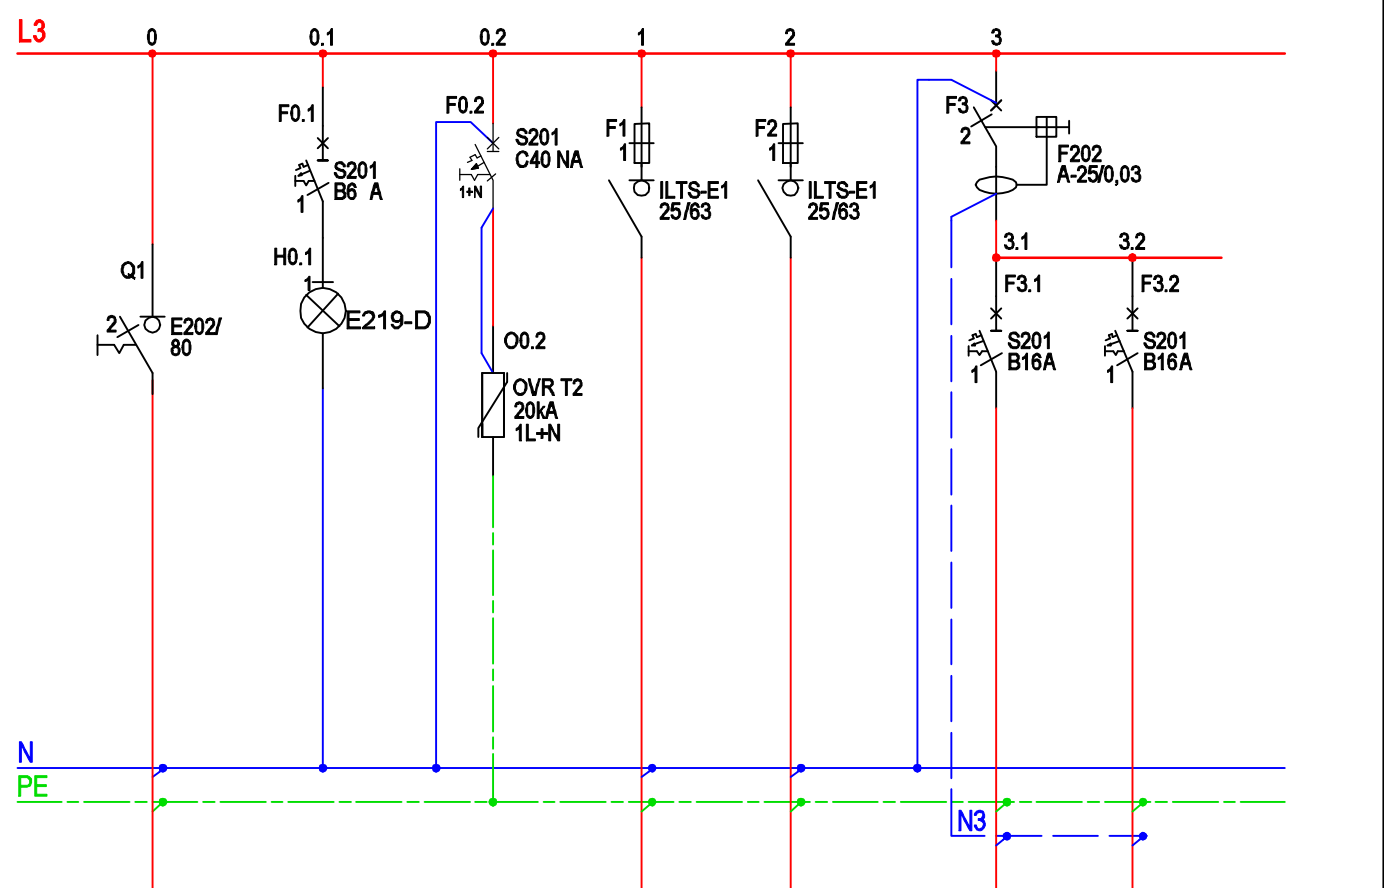 L3
0
0.1
0.2
1
2
3
F0.1
S201
B6 A
1
H0.1
1
E219-D
Q1
2
E202/
80
F0.2
S201
C40 NA
1+N
O0.2
OVR T2
20kA
1L+N
F1
1
ILTS-E1
25/63
F2
1
ILTS-E1
25/63
F3
2
F202
A-25/0,03
3.1
3.2
F3.1
S201
B16A
1
F3.2
S201
B16A
1
N
PE
N3